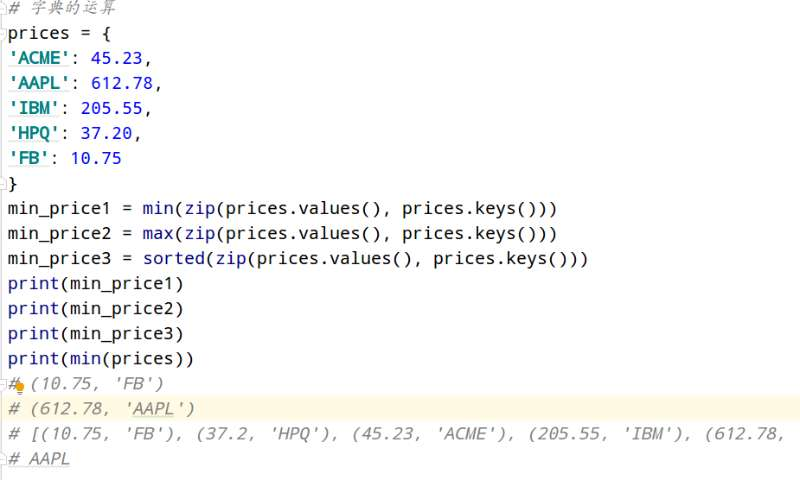 # 字典的运算
prices = {
'ACME': 45.23,
'AAPL': 612.78,
'IBM': 205.55,
'HPQ': 37.20,
'FB': 10.75
}
min_price1 = min(zip(prices.values(), prices.keys()))
min_price2 = max(zip(prices.values(), prices.keys()))
min_price3 = sorted(zip(prices.values(), prices.keys()))
print(min_price1)
print(min_price2)
print(min_price3)
print(min(prices))
# (10.75, 'FB')
# (612.78, 'AAPL')
# [(10.75, 'FB'), (37.2, 'HPQ'), (45.23, 'ACME'), (205.55, 'IBM'), (612.78,
# AAPL